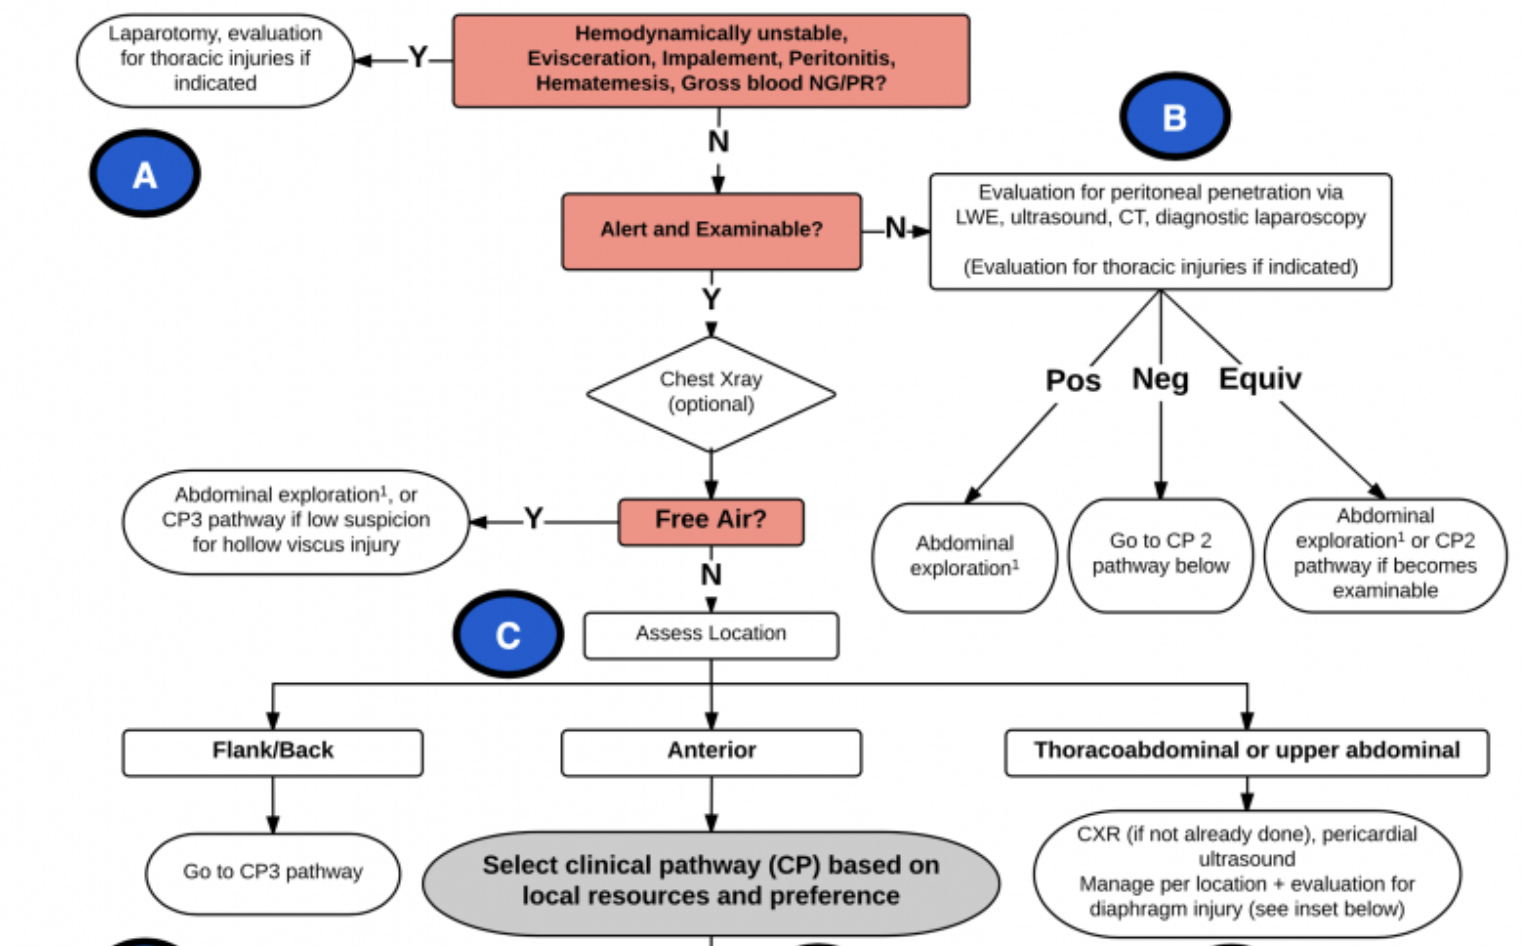 Laparotomy, evaluation
for thoracic injuries if
indicated
Y
Hemodynamically unstable,
Evisceration, Impalement, Peritonitis,
Hematemesis, Gross blood NG/PR?
A
N
B
Alert and Examinable?
N
Evaluation for peritoneal penetration via
LWE, ultrasound, CT, diagnostic laparoscopy
(Evaluation for thoracic injuries if indicated)
Y
Chest Xray
(optional)
Pos
Neg
Equiv
Abdominal exploration¹, or
CP3 pathway if low suspicion
for hollow viscus injury
Y
Free Air?
N
Abdominal
exploration¹
Go to CP 2
pathway below
Abdominal
exploration¹ or CP2
pathway if becomes
examinable
C
Assess Location
Flank/Back
Anterior
Thoracoabdominal or upper abdominal
Go to CP3 pathway
Select clinical pathway (CP) based on
local resources and preference
CXR (if not already done), pericardial
ultrasound
Manage per location + evaluation for
diaphragm injury (see inset below)